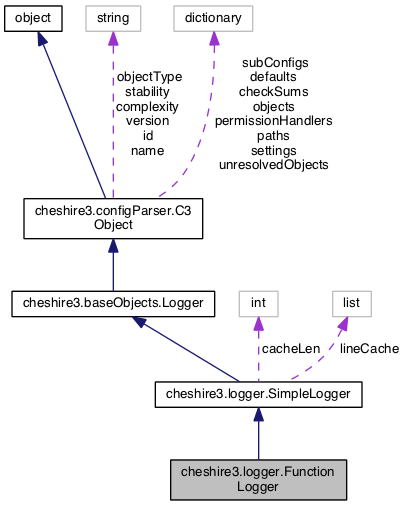 object
string
dictionary
objectType
stability
complexity
version
id
name
subConfigs
defaults
checkSums
objects
permissionHandlers
paths
settings
unresolvedObjects
cheshire3.configParser.C3
Object
cheshire3.baseObjects.Logger
int
list
cacheLen
lineCache
cheshire3.logger.SimpleLogger
cheshire3.logger.Function
Logger